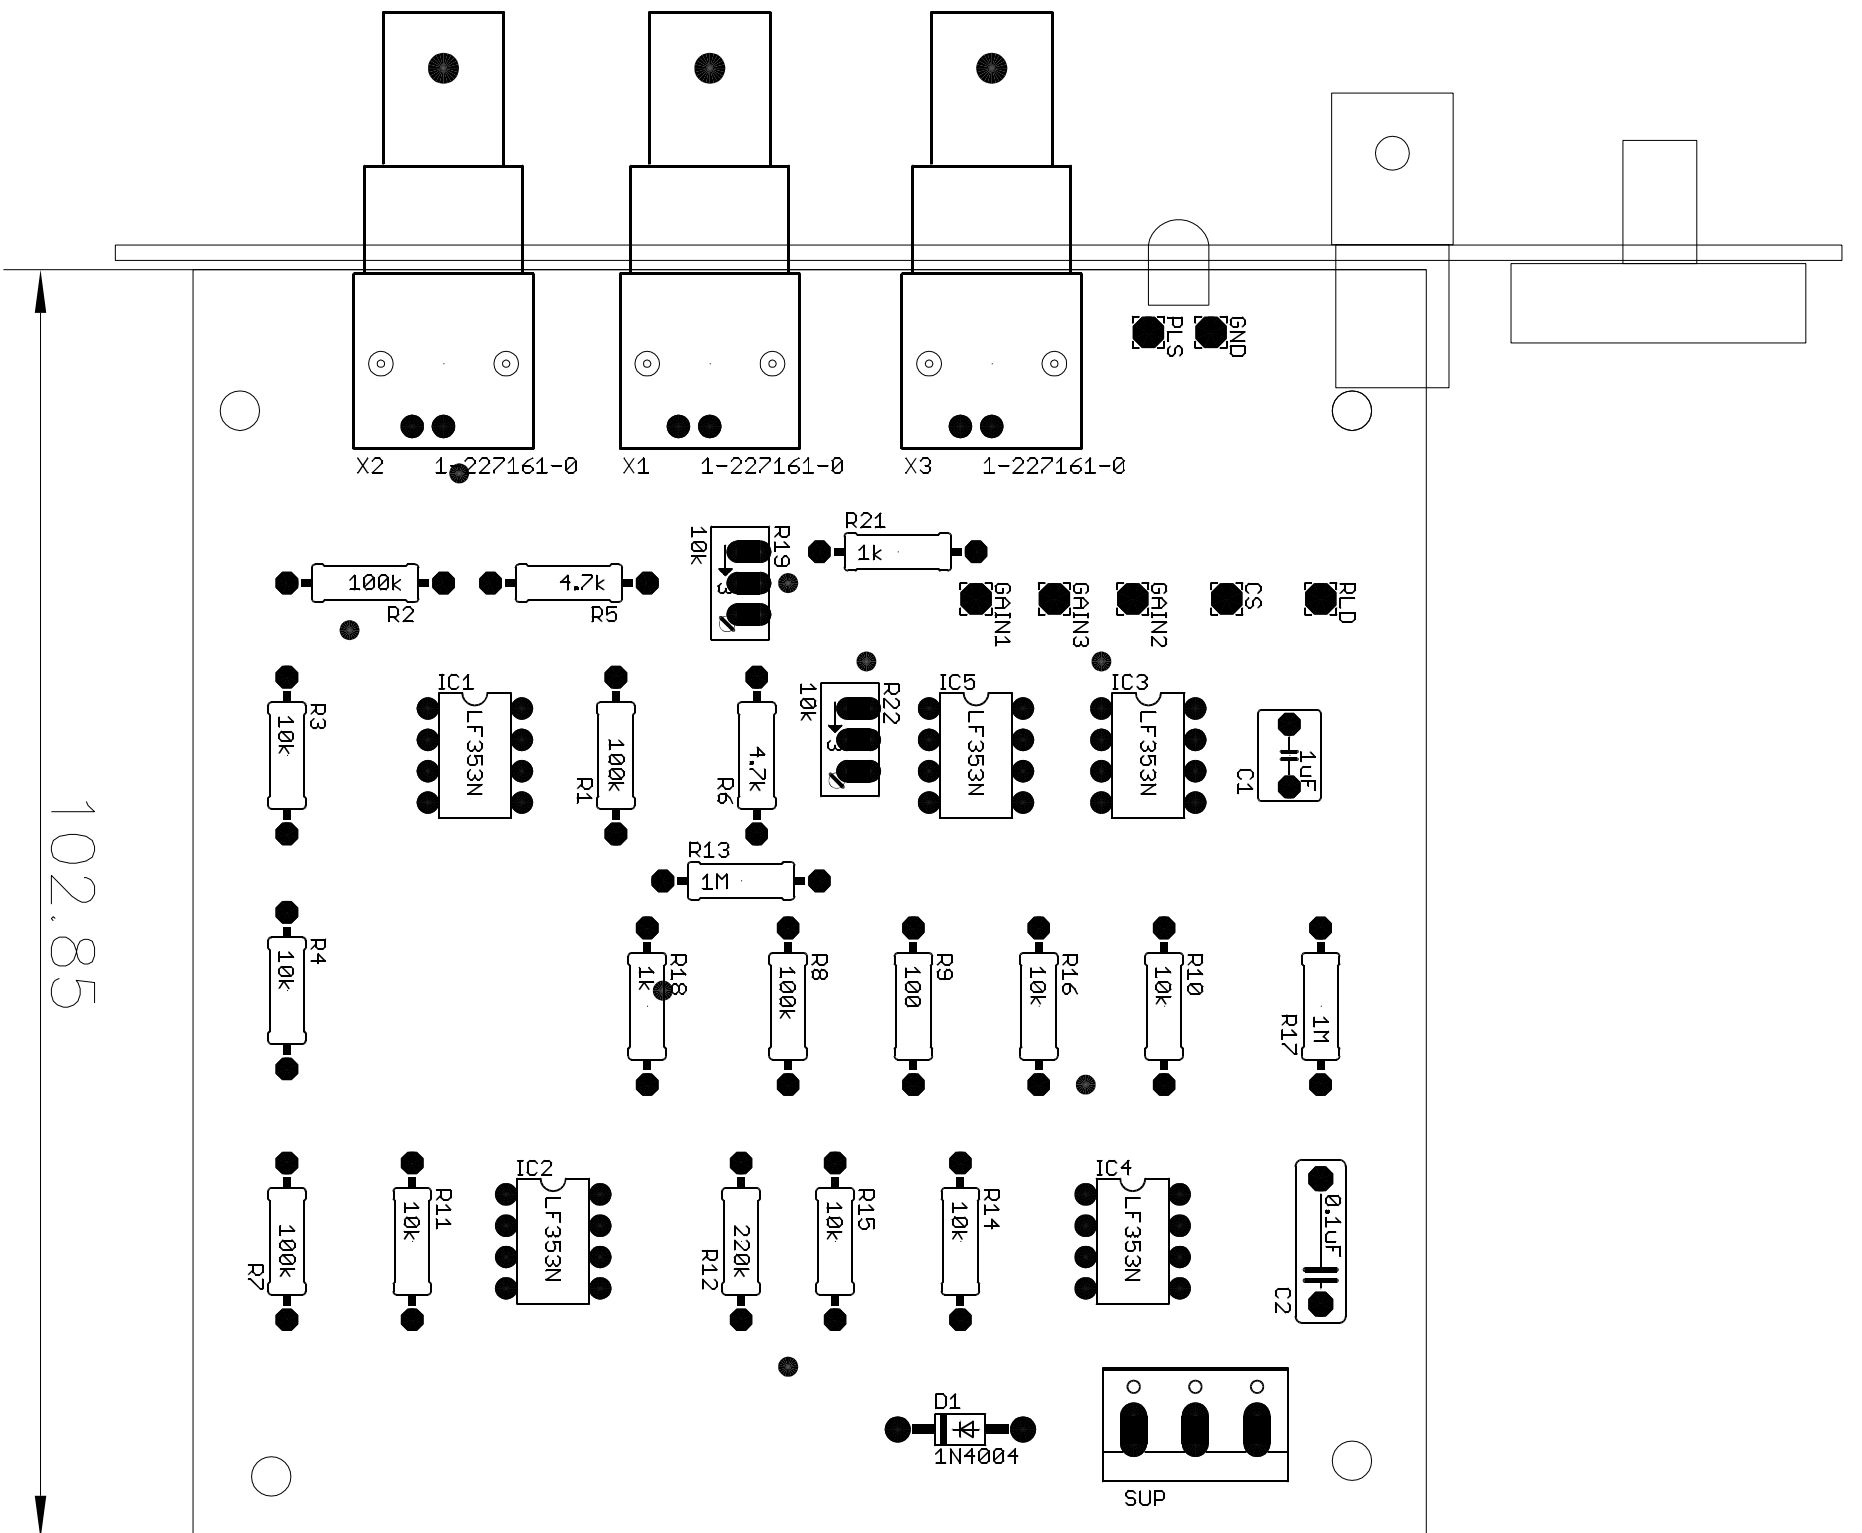 PLS
GND
X2 1-227161-0
X1 1-227161-0
X3 1-227161-0
R21
1k
R19
10k
3
100k
R2
4.7k
R5
GAIN1
GAIN3
GAIN2
CS
RLD
IC1
LF353N
R3
10k
100k
R1
4.7k
R6
R22
10k
3
IC5
LF353N
IC3
LF353N
1uF
C1
R13
1M
102.85
R4
10k
R18
1k
R8
100k
R9
100
R16
10k
R10
10k
1M
R17
IC2
LF353N
100k
R7
R11
10k
220k
R12
R15
10k
R14
10k
IC4
LF353N
0.1uF
C2
D1
1N4004
SUP